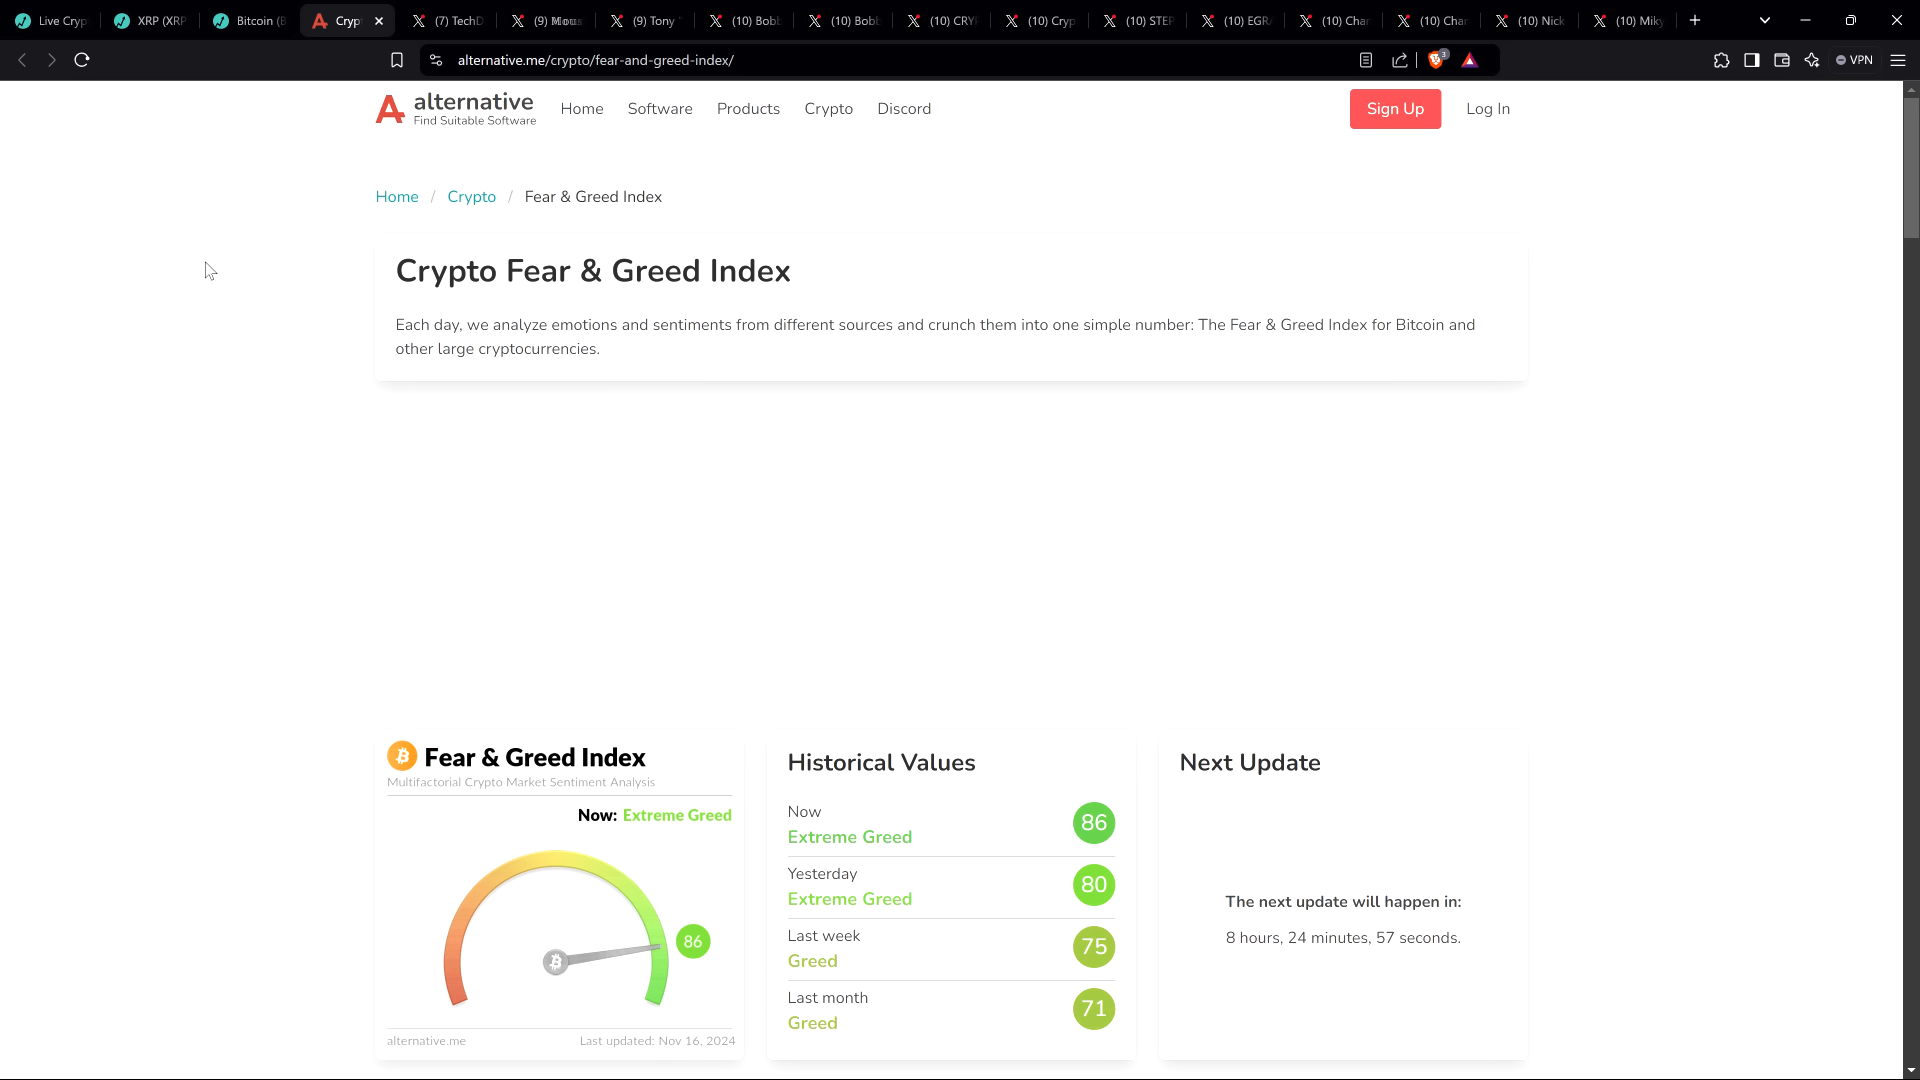 Live Cryp
XRP (XRP
Bitcoin (B
Cryp
(7) TechD
(9)
(9) Tony
(10) Bobb
(10) Bobb
(10) CRY
(10) Cryp
(10) STEP
(10) EGRA
(10) Char
(10) Char
(10) Nick
(10) Miky
alternative.me/crypto/fear-and-greed-index/
3
VPN
alternative
Find Suitable Software
Home
Software
Products
Crypto
Discord
Sign Up
Log In
Home / Crypto / Fear & Greed Index
Crypto Fear & Greed Index
Each day, we analyze emotions and sentiments from different sources and crunch them into one simple number: The Fear & Greed Index for Bitcoin and
other large cryptocurrencies.
Fear & Greed Index
Multifactorial Crypto Market Sentiment Analysis
Now: Extreme Greed
86
alternative.me
Last updated: Nov 16, 2024
Historical Values
Now
Extreme Greed
86
Yesterday
Extreme Greed
80
Last week
Greed
75
Last month
Greed
71
Next Update
The next update will happen in:
8 hours, 24 minutes, 57 seconds.